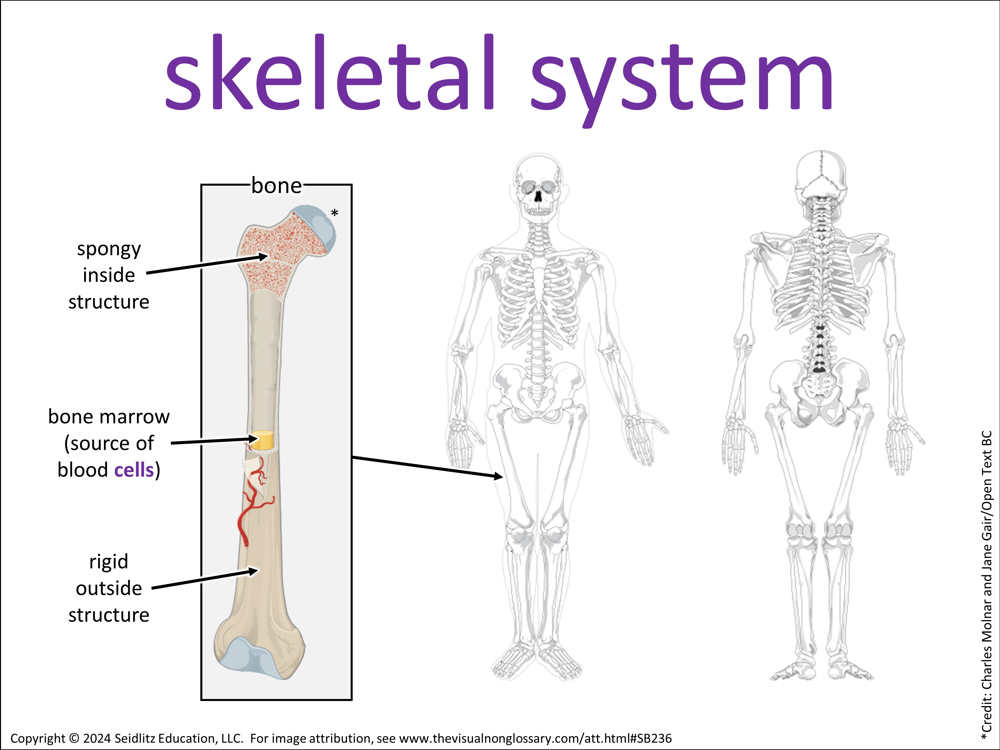 skeletal system
bone
*
spongy
inside
structure
bone marrow
(source of
blood cells)
rigid
outside
structure
*Credit: Charles Molnar and Jane Gair/Open Text BC
Copyright © 2024 Seidlitz Education, LLC.  For image attribution, see www.thevisualnonglossary.com/att.html#SB236